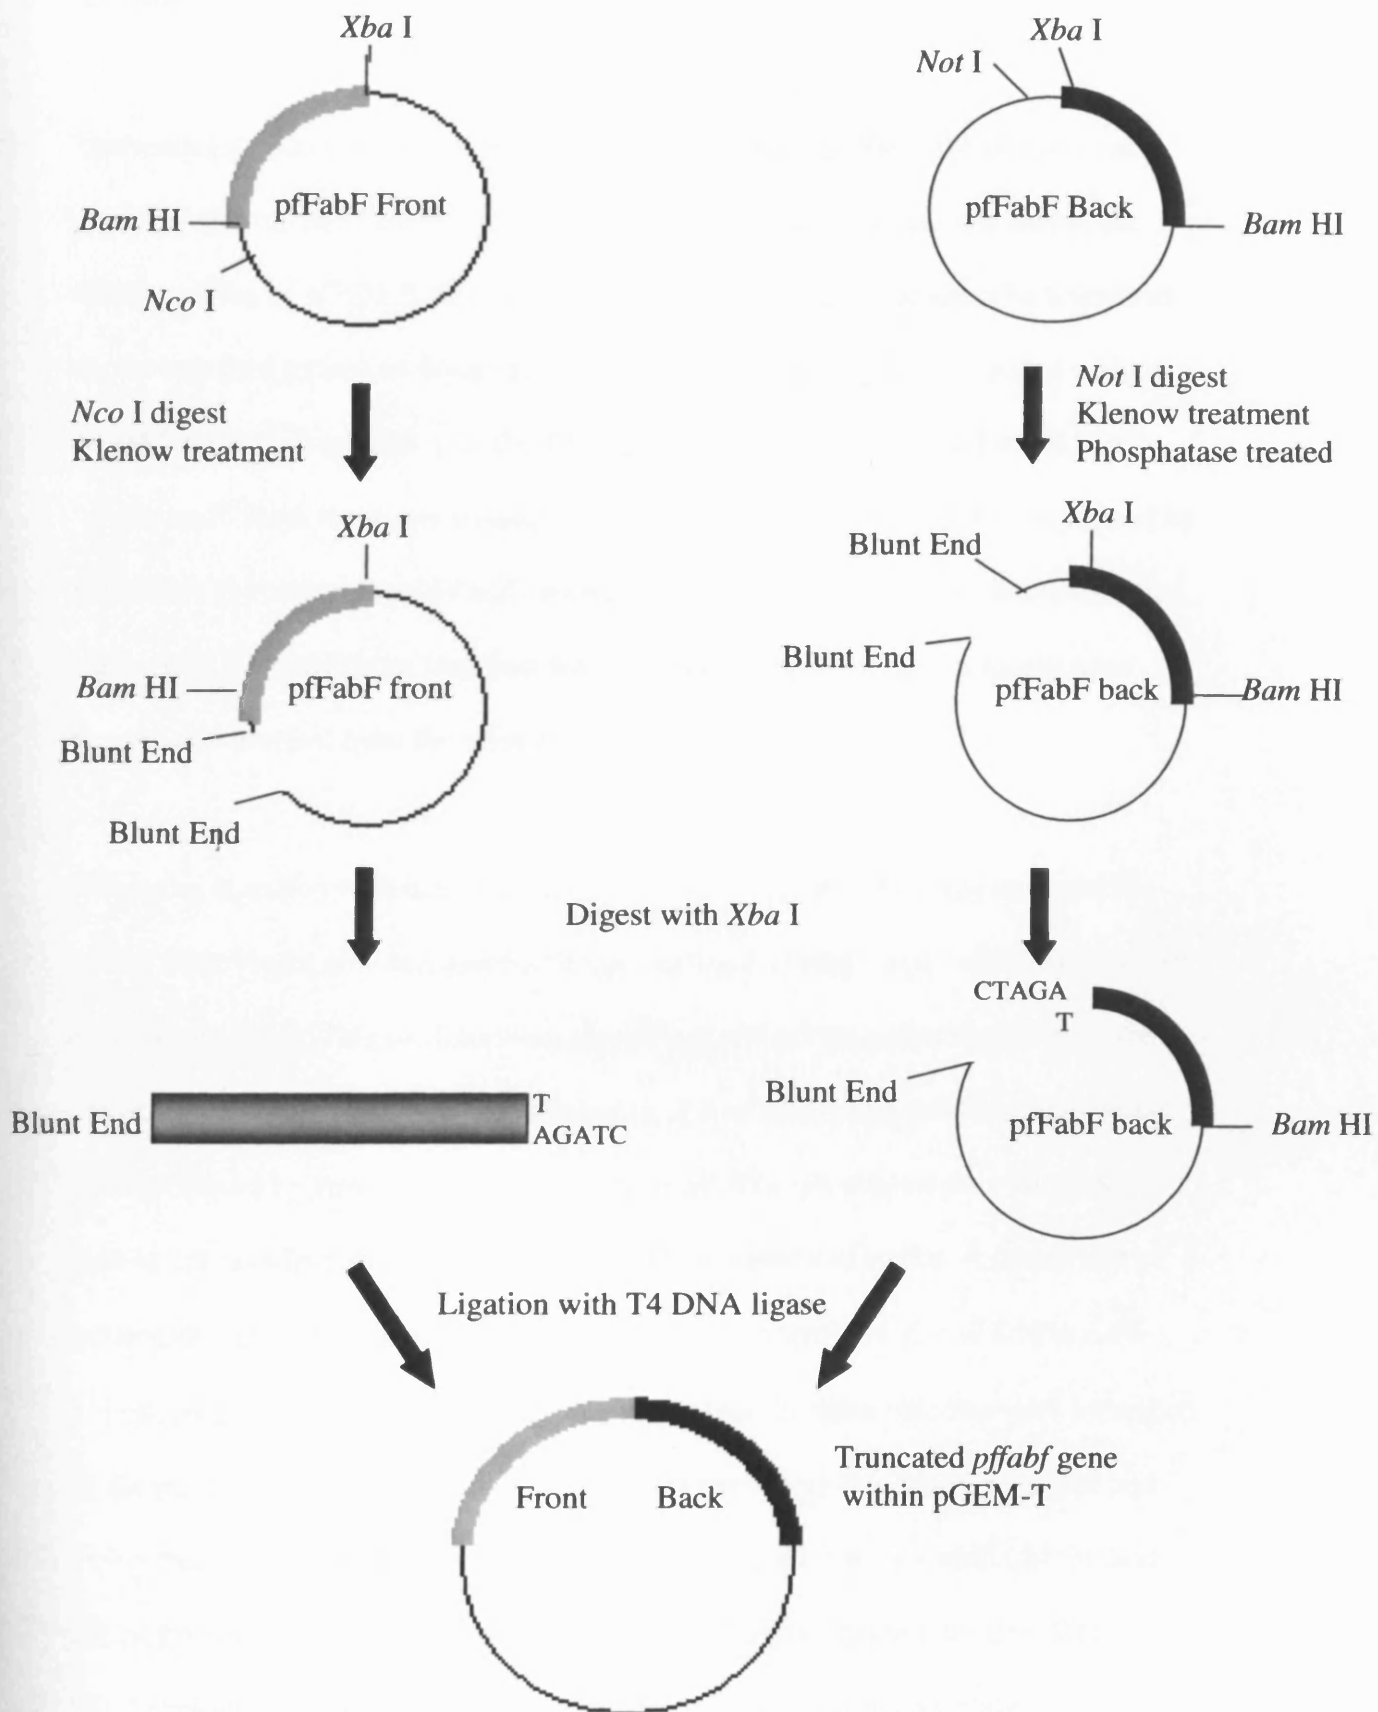 Xba I
pfFabF Front
Bam HI
Nco I
Xba I
Not I
pfFabF Back
Bam HI
Nco I digest
Klenow treatment
Not I digest
Klenow treatment
Phosphatase treated
Xba I
Bam HI
pfFabF front
Blunt End
Blunt End
Xba I
Blunt End
Blunt End
pfFabF back
Bam HI
Digest with Xba I
Blunt End
T
AGATC
CTAGA
T
Blunt End
pfFabF back
Bam HI
Ligation with T4 DNA ligase
Front
Back
Truncated pffabf gene
within pGEM-T